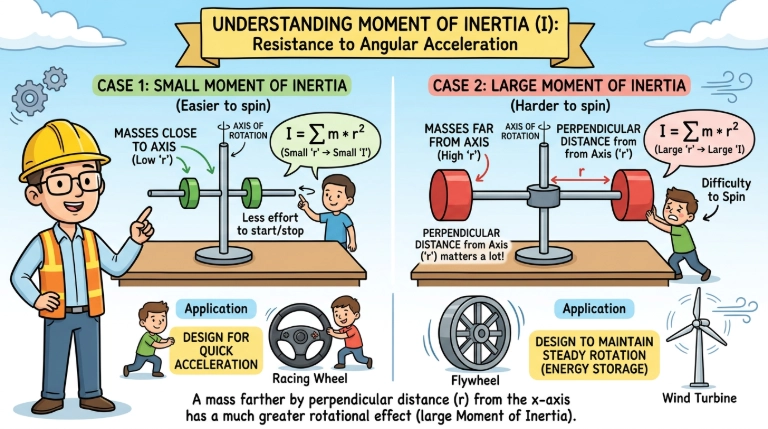 UNDERSTANDING MOMENT OF INERTIA (I):
Resistance to Angular Acceleration
CASE 1: SMALL MOMENT OF INERTIA
(Easier to spin)
MASSES CLOSE
TO AXIS
(Low 'r')
AXIS OF
ROTATION
I = ∑ m * r²
(Small 'r' → Small 'I')
Less effort
to start/stop
Application
DESIGN FOR
QUICK
ACCELERATION
Racing Wheel
CASE 2: LARGE MOMENT OF INERTIA
(Harder to spin)
MASSES FAR
FROM AXIS
(High 'r')
AXIS OF
ROTATION
PERPENDICULAR
DISTANCE from
from Axis ('r')
r
I = ∑ m * r²
(Large 'r' → Large 'I')
Difficulty
to Spin
PERPENDICULAR
DISTANCE from Axis
('r') matters a lot!
Flywheel
Application
DESIGN TO MAINTAIN
STEADY ROTATION
(ENERGY STORAGE)
Wind Turbine
A mass farther by perpendicular distance (r) from the x-axis
has a much greater rotational effect (large Moment of Inertia).